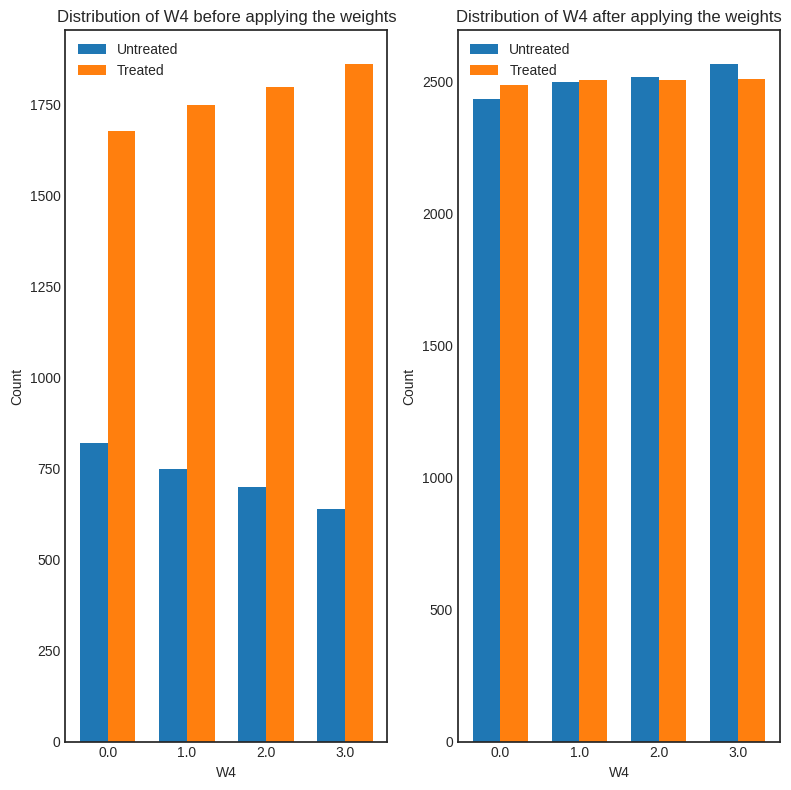 Distribution of W4 before applying the weights
Untreated
Treated
1750
1500
1250
1000
750
500
250
0
Count
0.0 1.0 2.0 3.0
W4
Distribution of W4 after applying the weights
Untreated
Treated
2500
2000
1500
1000
500
0
Count
0.0 1.0 2.0 3.0
W4